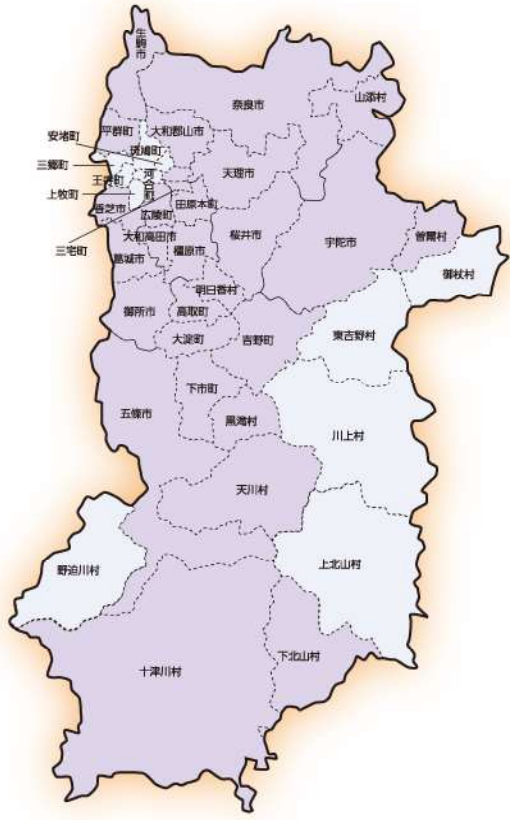 生駒市
奈良市
山添村
平群町
大和郡山市
安堵町
斑鳩町
三郷町
河合町
天理市
王寺町
上牧町
香芝市
田原本町
広陵町
桜井市
宇陀市
曽爾村
大和高田市
三宅町
橿原市
葛城市
御杖村
明日香村
御所市
高取町
東吉野村
大淀町
吉野町
下市町
五條市
黒滝村
川上村
天川村
上北山村
野迫川村
下北山村
十津川村